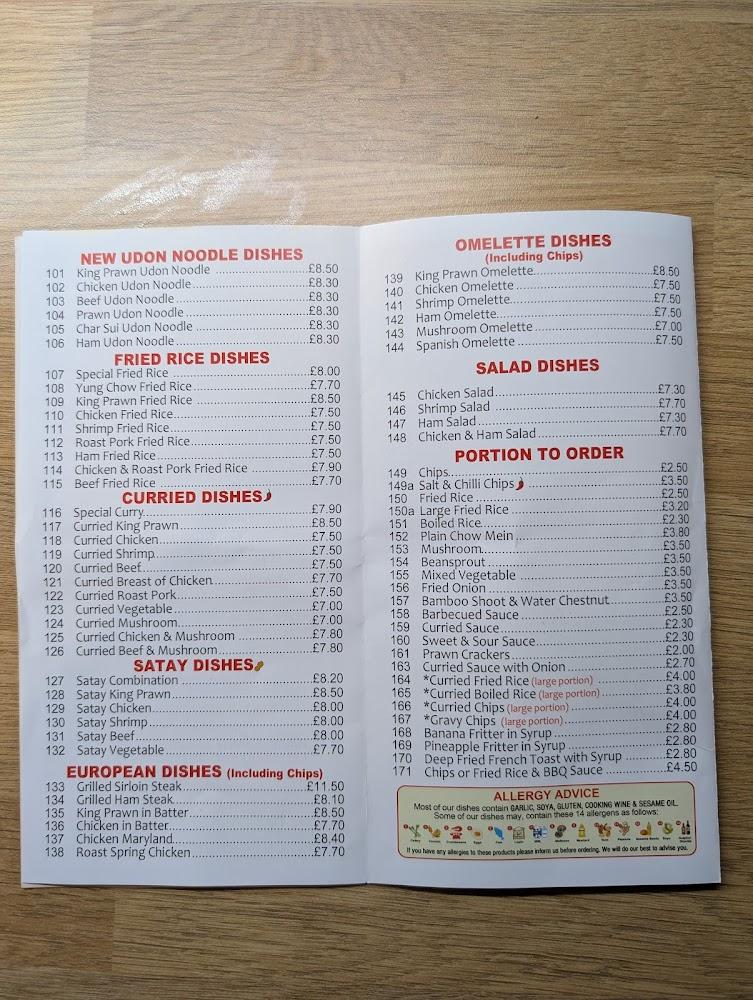 NEW UDON NOODLE DISHES
101 King Prawn Udon Noodle £8.50
102 Chicken Udon Noodle £8.30
103 Beef Udon Noodle £8.30
104 Prawn Udon Noodle £8.30
105 Char Sui Udon Noodle £8.30
106 Ham Udon Noodle £8.30
FRIED RICE DISHES
107 Special Fried Rice £8.00
108 Yung Chow Fried Rice £7.70
109 King Prawn Fried Rice £8.50
110 Chicken Fried Rice £7.50
111 Shrimp Fried Rice £7.50
112 Roast Pork Fried Rice £7.50
113 Ham Fried Rice £7.50
114 Chicken & Roast Pork Fried Rice £7.90
115 Beef Fried Rice £7.70
CURRIED DISHES
116 Special Curry £7.90
117 Curried King Prawn £8.50
118 Curried Chicken £7.50
119 Curried Shrimp £7.50
120 Curried Beef £7.50
121 Curried Breast of Chicken £7.70
122 Curried Roast Pork £7.50
123 Curried Vegetable £7.00
124 Curried Mushroom £7.00
125 Curried Chicken & Mushroom £7.80
126 Curried Beef & Mushroom £7.80
SATAY DISHES
127 Satay Combination £8.20
128 Satay King Prawn £8.50
129 Satay Chicken £8.00
130 Satay Shrimp £8.00
131 Satay Beef £8.00
132 Satay Vegetable £7.70
EUROPEAN DISHES (Including Chips)
133 Grilled Sirloin Steak £11.50
134 Grilled Ham Steak £8.10
135 King Prawn in Batter £8.50
136 Chicken in Batter £7.70
137 Chicken Maryland £8.40
138 Roast Spring Chicken £7.70
OMELETTE DISHES
(Including Chips)
139 King Prawn Omelette £8.50
140 Chicken Omelette £7.50
141 Shrimp Omelette £7.50
142 Ham Omelette £7.50
143 Mushroom Omelette £7.00
144 Spanish Omelette £7.50
SALAD DISHES
145 Chicken Salad £7.30
146 Shrimp Salad £7.70
147 Ham Salad £7.30
148 Chicken & Ham Salad £7.70
PORTION TO ORDER
149 Chips £2.50
149a Salt & Chilli Chips £3.50
150 Fried Rice £2.50
150a Large Fried Rice £3.20
151 Boiled Rice £2.30
152 Plain Chow Mein £3.80
153 Mushroom £3.50
154 Beansprout £3.50
155 Mixed Vegetable £3.50
156 Fried Onion £3.50
157 Bamboo Shoot & Water Chestnut £3.50
158 Barbecued Sauce £2.50
159 Curried Sauce £2.30
160 Sweet & Sour Sauce £2.30
161 Prawn Crackers £2.00
163 Curried Sauce with Onion £2.70
164 *Curried Fried Rice (large portion) £4.00
165 *Curried Boiled Rice (large portion) £3.80
166 *Curried Chips (large portion) £4.00
167 *Gravy Chips (large portion) £4.00
168 Banana Fritter in Syrup £2.80
169 Pineapple Fritter in Syrup £2.80
170 Deep Fried French Toast with Syrup £2.80
171 Chips or Fried Rice & BBQ Sauce £4.50
ALLERGY ADVICE
Most of our dishes contain GARLIC, SOYA, GLUTEN, COOKING WINE & SESAME OIL.
Some of our dishes may, contain these 14 allergens as follows:
If you have any allergies to these products please inform us before ordering. We will do our best to advise you.